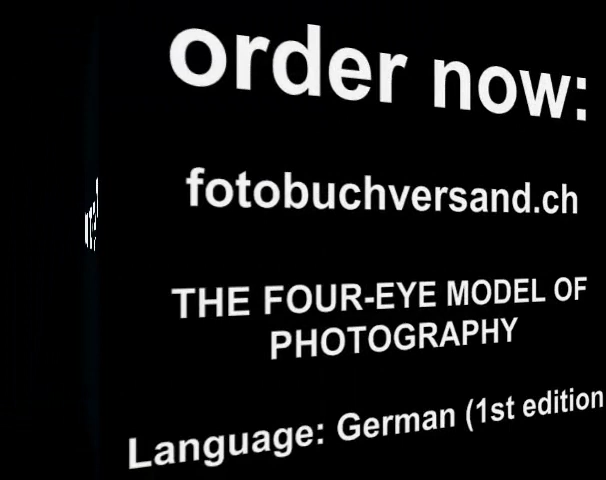 order now:
fotobuchversand.ch
THE FOUR-EYE MODEL OF
PHOTOGRAPHY
Language: German (1st edition